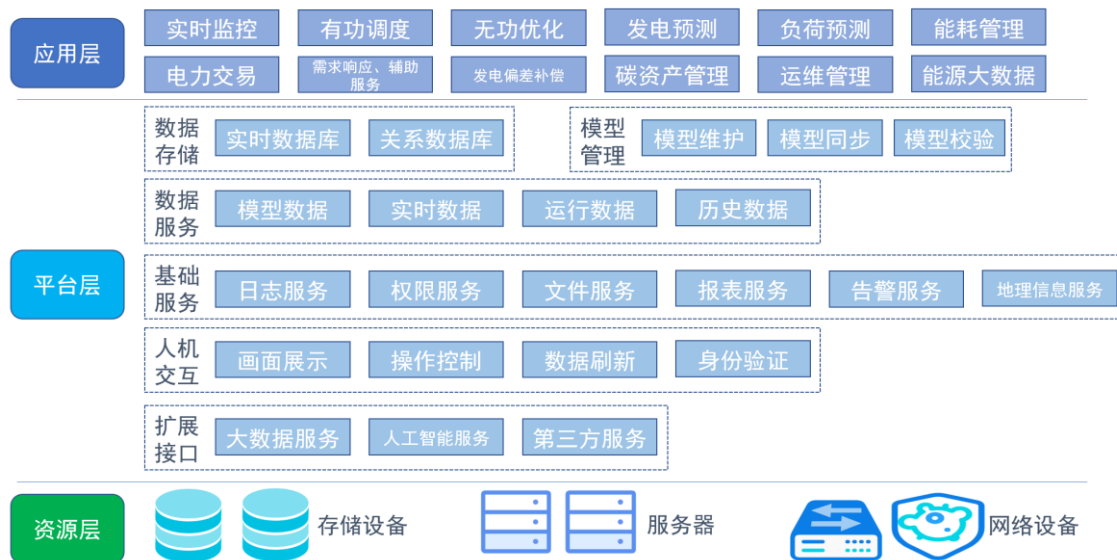 应用层
实时监控 有功调度 无功优化 发电预测 负荷预测 能耗管理
电力交易 需求响应、辅助
服务 发电偏差补偿 碳资产管理 运维管理 能源大数据
数据
存储 实时数据库 关系数据库
模型
管理 模型维护 模型同步 模型校验
数据
服务 模型数据 实时数据 运行数据 历史数据
平台层
基础
服务 日志服务 权限服务 文件服务 报表服务 告警服务 地理信息服务
人机
交互 画面展示 操作控制 数据刷新 身份验证
扩展
接口 大数据服务 人工智能服务 第三方服务
资源层
存储设备 服务器 网络设备